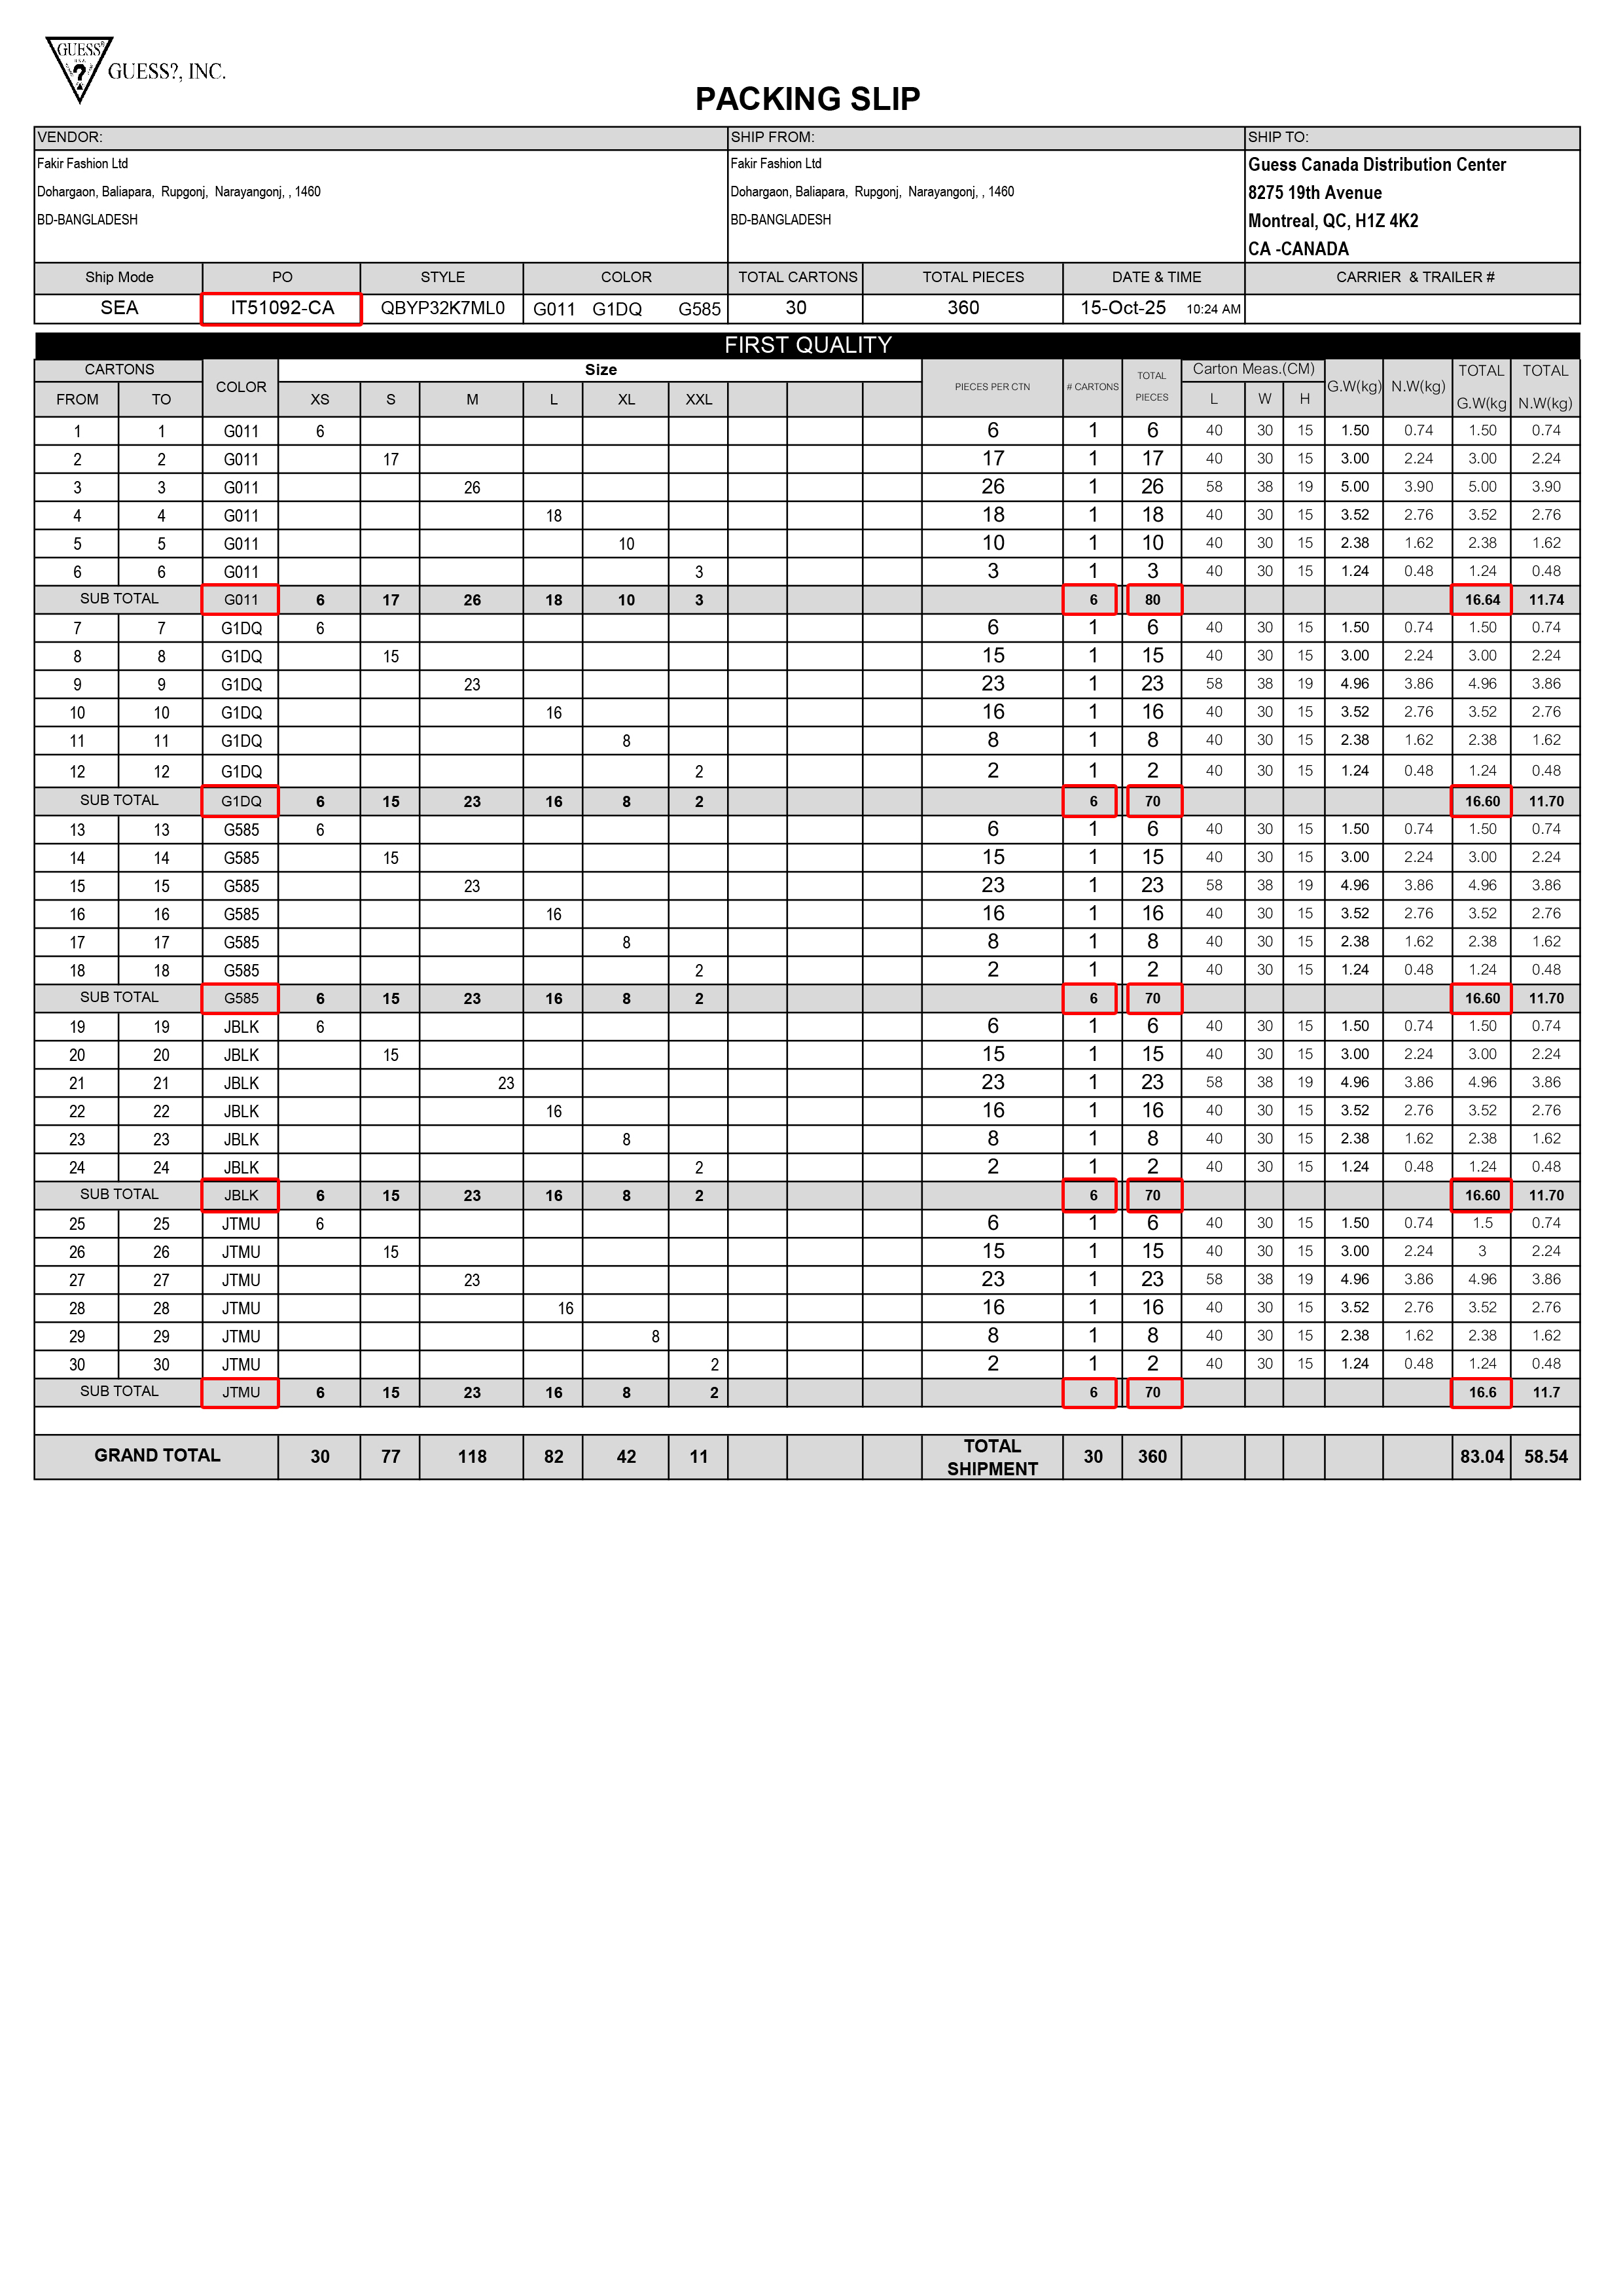 GUESS
?
GUESS?, INC.
PACKING SLIP
VENDOR: SHIP FROM: SHIP TO:
Fakir Fashion Ltd Fakir Fashion Ltd Guess Canada Distribution Center
Dohargaon, Baliapara, Rupgonj, Narayangonj, , 1460 Dohargaon, Baliapara, Rupgonj, Narayangonj, , 1460 8275 19th Avenue
BD-BANGLADESH BD-BANGLADESH Montreal, QC, H1Z 4K2
CA -CANADA
Ship Mode PO STYLE COLOR TOTAL CARTONS TOTAL PIECES DATE & TIME CARRIER & TRAILER #
SEA IT51092-CA QBYP32K7ML0 G011 G1DQ G585 30 360 15-Oct-25 10:24 AM
FIRST QUALITY
CARTONS COLOR Size PIECES PER CTN # CARTONS TOTAL PIECES Carton Meas.(CM) G.W(kg) N.W(kg) TOTAL G.W(kg TOTAL N.W(kg)
FROM TO XS S M L XL XXL L W H
1 1 G011 6 6 1 6 40 30 15 1.50 0.74 1.50 0.74
2 2 G011 17 17 1 17 40 30 15 3.00 2.24 3.00 2.24
3 3 G011 26 26 1 26 58 38 19 5.00 3.90 5.00 3.90
4 4 G011 18 18 1 18 40 30 15 3.52 2.76 3.52 2.76
5 5 G011 10 10 1 10 40 30 15 2.38 1.62 2.38 1.62
6 6 G011 3 3 1 3 40 30 15 1.24 0.48 1.24 0.48
SUB TOTAL G011 6 17 26 18 10 3 6 80 16.64 11.74
7 7 G1DQ 6 6 1 6 40 30 15 1.50 0.74 1.50 0.74
8 8 G1DQ 15 15 1 15 40 30 15 3.00 2.24 3.00 2.24
9 9 G1DQ 23 23 1 23 58 38 19 4.96 3.86 4.96 3.86
10 10 G1DQ 16 16 1 16 40 30 15 3.52 2.76 3.52 2.76
11 11 G1DQ 8 8 1 8 40 30 15 2.38 1.62 2.38 1.62
12 12 G1DQ 2 2 1 2 40 30 15 1.24 0.48 1.24 0.48
SUB TOTAL G1DQ 6 15 23 16 8 2 6 70 16.60 11.70
13 13 G585 6 6 1 6 40 30 15 1.50 0.74 1.50 0.74
14 14 G585 15 15 1 15 40 30 15 3.00 2.24 3.00 2.24
15 15 G585 23 23 1 23 58 38 19 4.96 3.86 4.96 3.86
16 16 G585 16 16 1 16 40 30 15 3.52 2.76 3.52 2.76
17 17 G585 8 8 1 8 40 30 15 2.38 1.62 2.38 1.62
18 18 G585 2 2 1 2 40 30 15 1.24 0.48 1.24 0.48
SUB TOTAL G585 6 15 23 16 8 2 6 70 16.60 11.70
19 19 JBLK 6 6 1 6 40 30 15 1.50 0.74 1.50 0.74
20 20 JBLK 15 15 1 15 40 30 15 3.00 2.24 3.00 2.24
21 21 JBLK 23 23 1 23 58 38 19 4.96 3.86 4.96 3.86
22 22 JBLK 16 16 1 16 40 30 15 3.52 2.76 3.52 2.76
23 23 JBLK 8 8 1 8 40 30 15 2.38 1.62 2.38 1.62
24 24 JBLK 2 2 1 2 40 30 15 1.24 0.48 1.24 0.48
SUB TOTAL JBLK 6 15 23 16 8 2 6 70 16.60 11.70
25 25 JTMU 6 6 1 6 40 30 15 1.50 0.74 1.5 0.74
26 26 JTMU 15 15 1 15 40 30 15 3.00 2.24 3 2.24
27 27 JTMU 23 23 1 23 58 38 19 4.96 3.86 4.96 3.86
28 28 JTMU 16 16 1 16 40 30 15 3.52 2.76 3.52 2.76
29 29 JTMU 8 8 1 8 40 30 15 2.38 1.62 2.38 1.62
30 30 JTMU 2 2 1 2 40 30 15 1.24 0.48 1.24 0.48
SUB TOTAL JTMU 6 15 23 16 8 2 6 70 16.6 11.7
GRAND TOTAL 30 77 118 82 42 11 TOTAL SHIPMENT 30 360 83.04 58.54